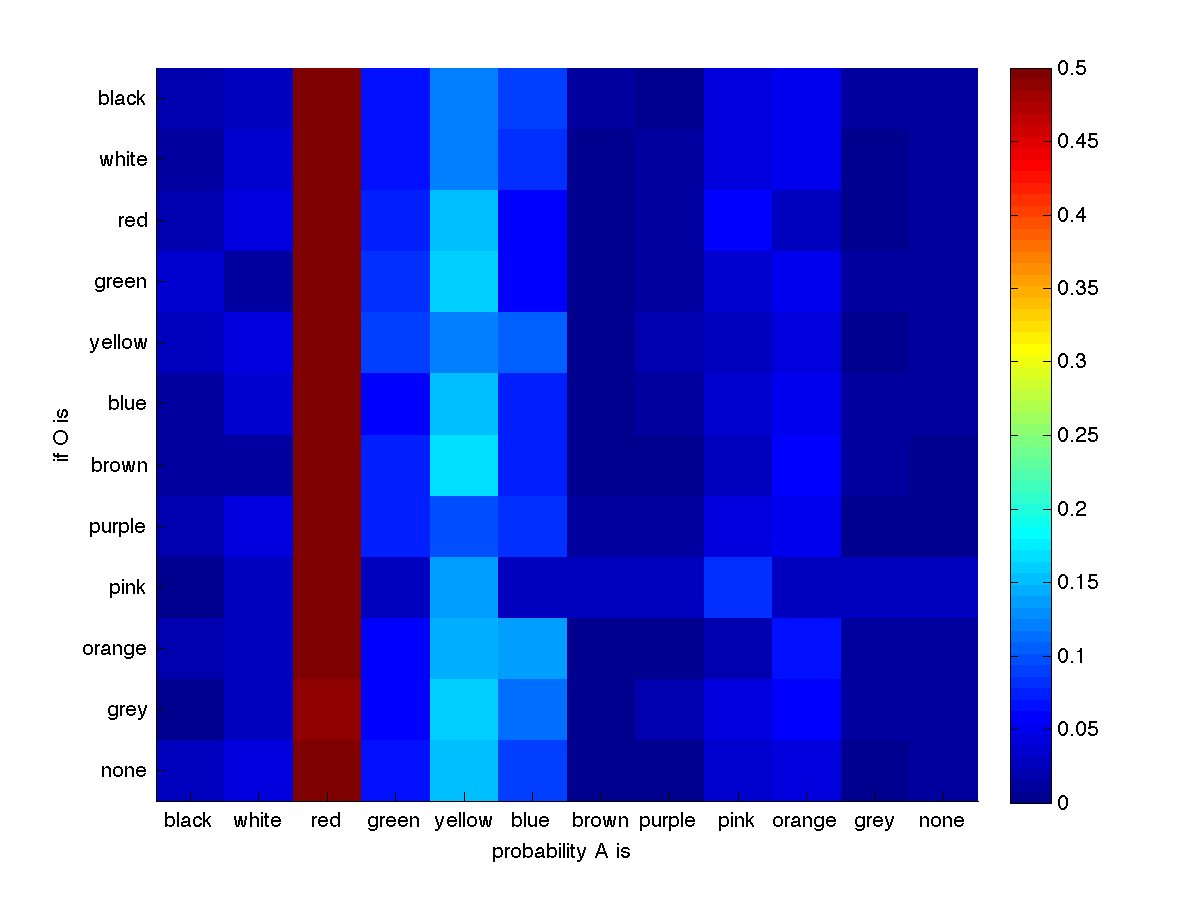 black
white
red
green
yellow
blue
brown
purple
pink
orange
grey
none
if O is
black white red green yellow blue brown purple pink orange grey none
probability A is
0.5
0.45
0.4
0.35
0.3
0.25
0.2
0.15
0.1
0.05
0